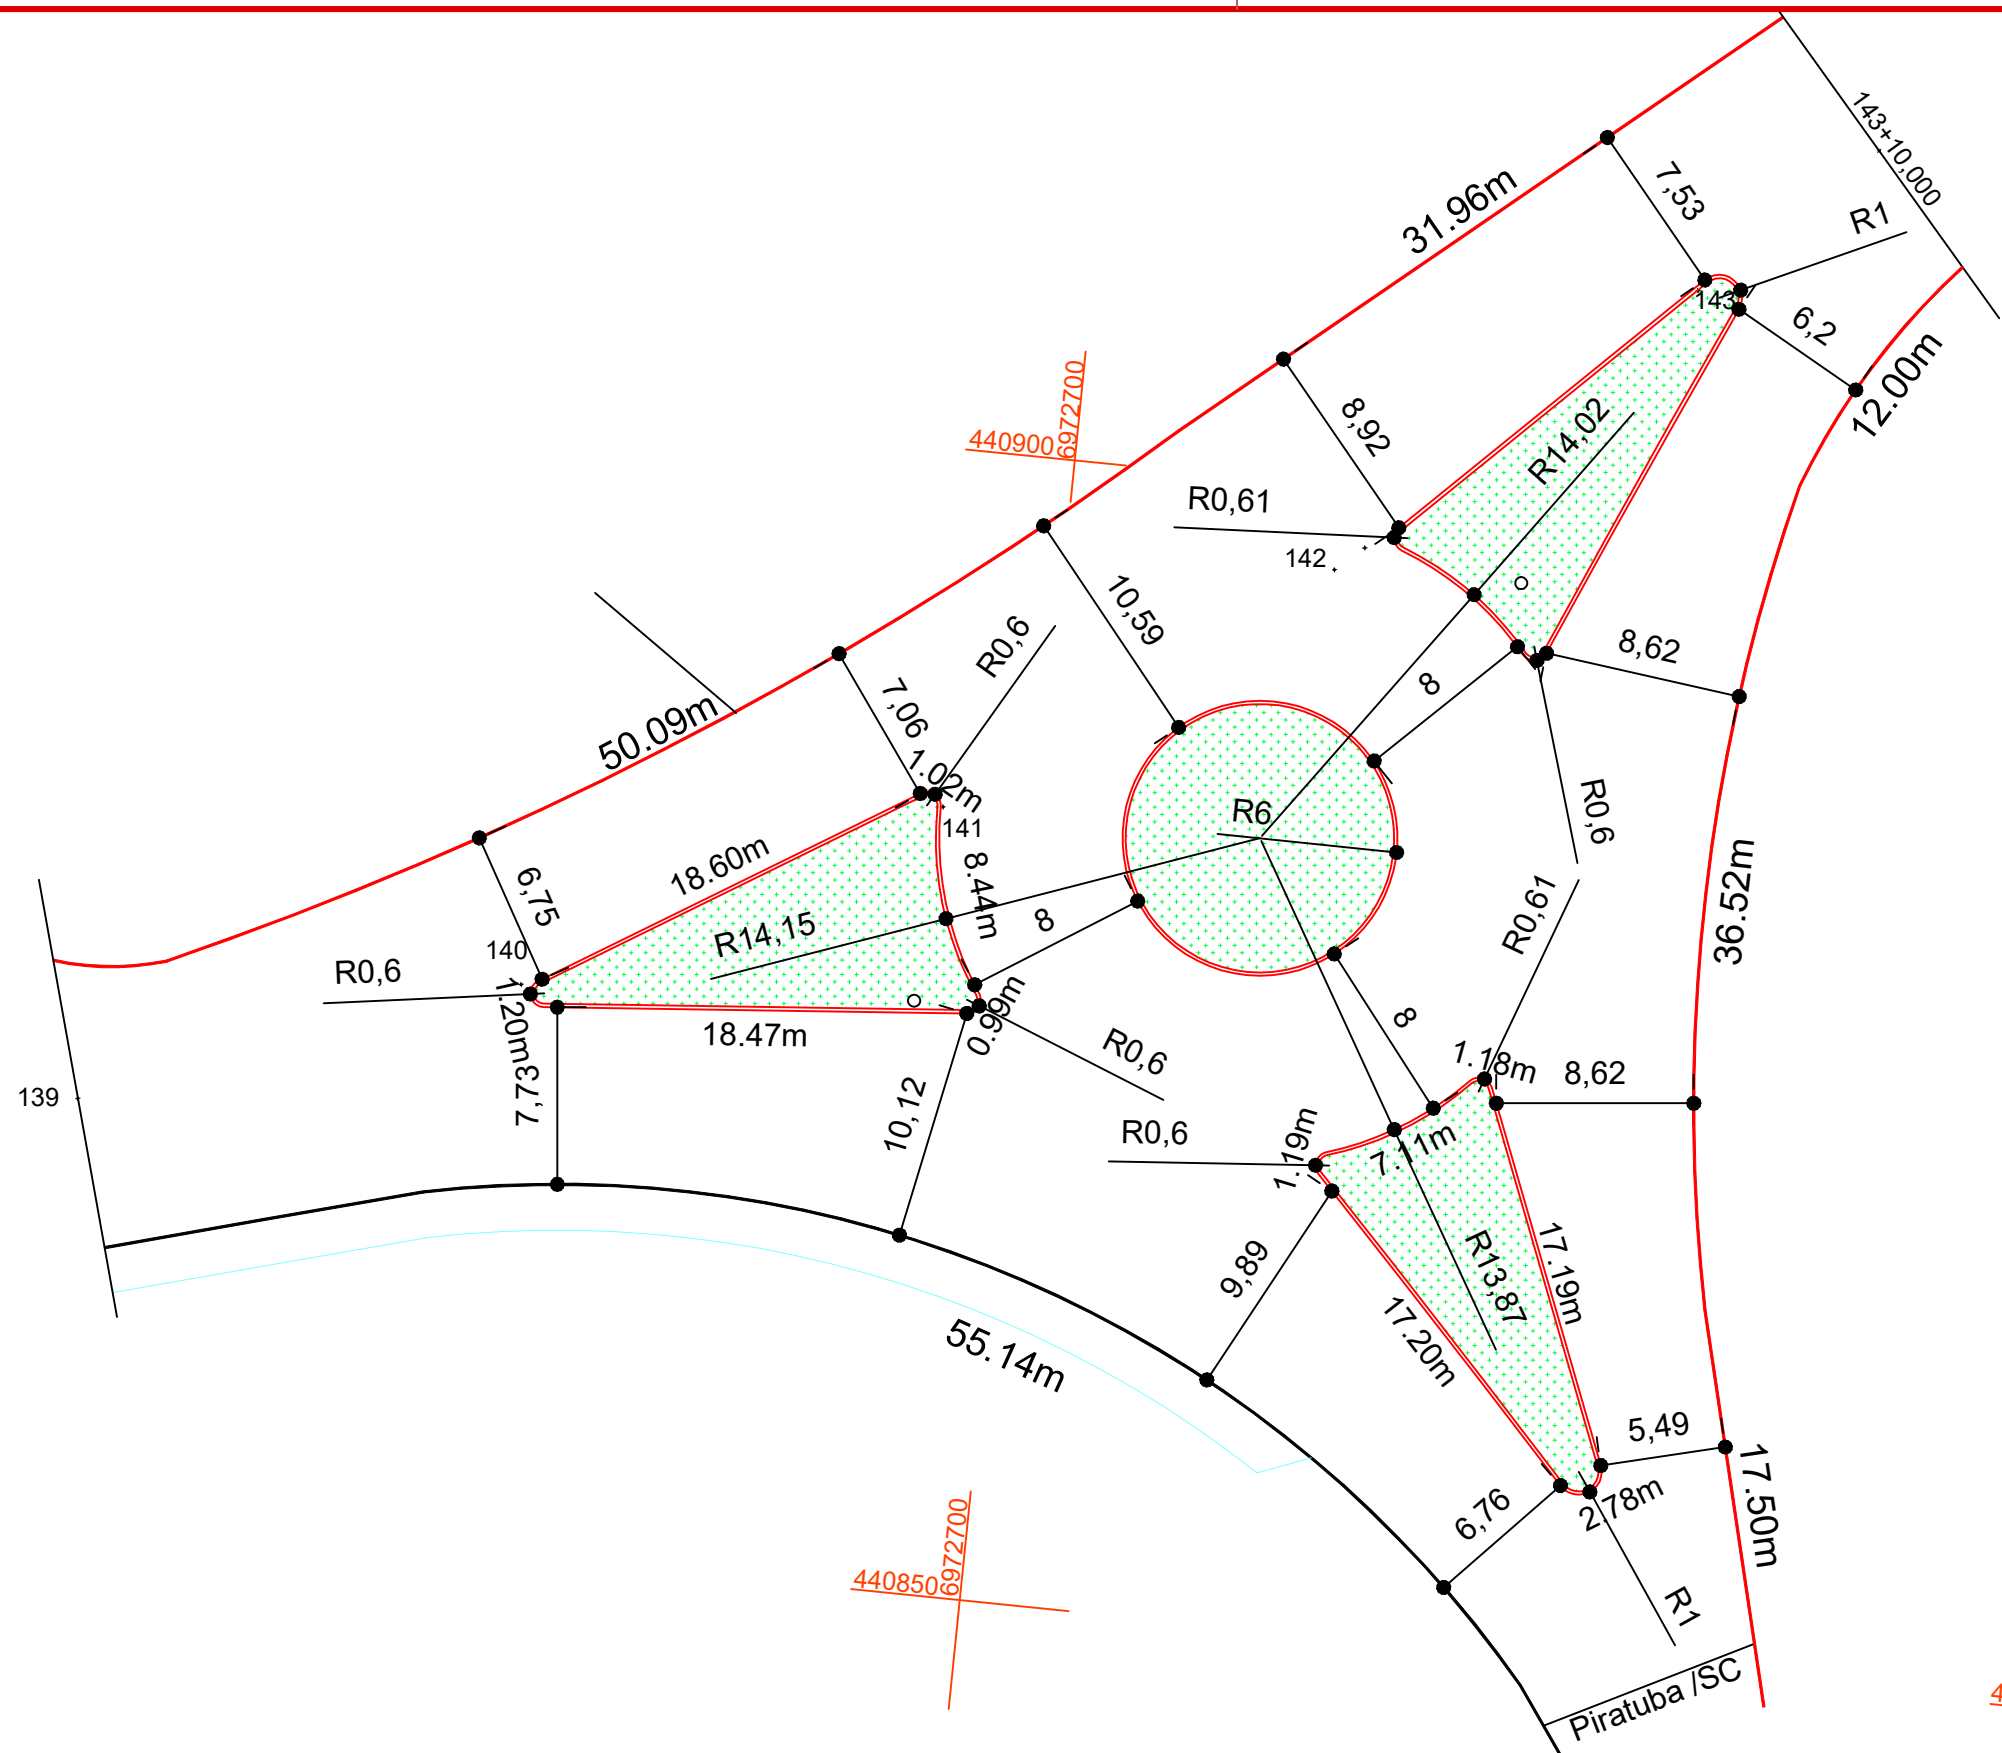 143+10,000
7,53
31.96m
R1
143
6,2
12.00m
6972700
440900
8,92
R14,02
R0,61
142
10,59
R0,6
8,62
7,06
50.09m
8
1.02m
141
R6
R0,6
18.60m
8.44m
6,75
R14,15
8
R0,61
36.52m
140
R0,6
1.20m
18.47m
0.99m
8
R0,6
7,73
10,12
1.18m
8,62
139
R0,6
1.19m
7.11m
9,89
R13,87
17.19m
17.20m
55.14m
5,49
17.50m
6,76
2.78m
6972700
440850
R1
Piratuba /SC
4